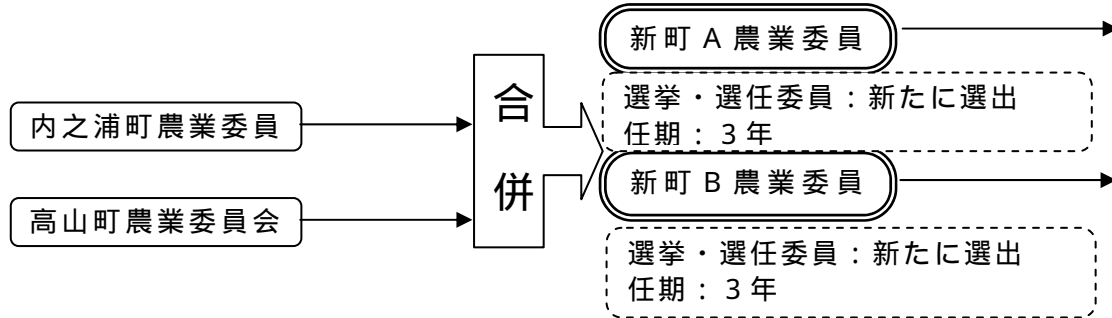 内之浦町農業委員
高山町農業委員会
合併
新町A農業委員
選挙・選任委員：新たに選出
任期：3年
新町B農業委員
選挙・選任委員：新たに選出
任期：3年